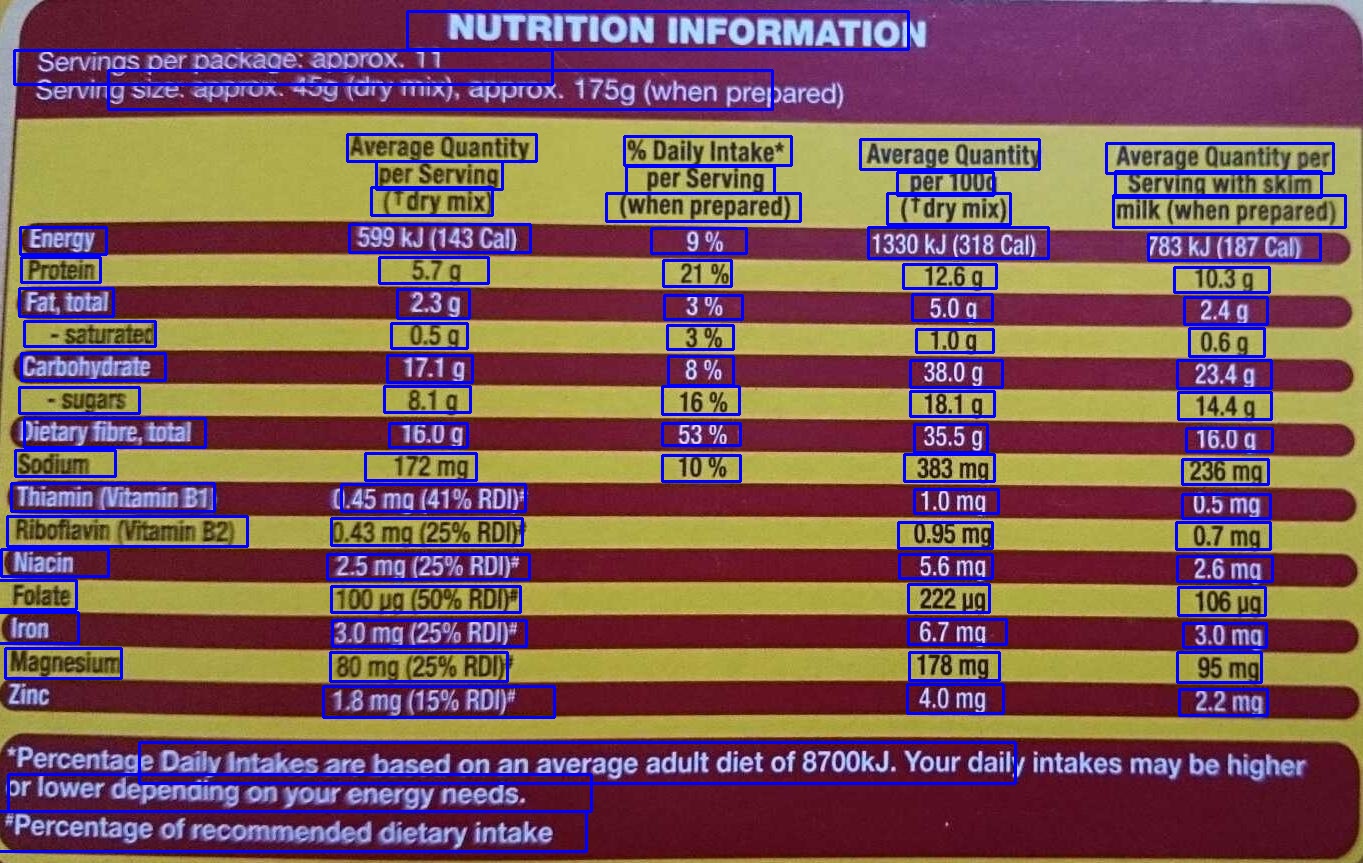 NUTRITION INFORMATION
Servings per package: approx. 11
Serving size: approx. 45g (dry mix), approx. 175g (when prepared)
Average Quantity % Daily Intake* Average Quantity Average Quantity per
per Serving per Serving per 100g Serving with skim
(†dry mix) (when prepared) (†dry mix) milk (when prepared)
Energy 599 kJ (143 Cal) 9 % 1330 kJ (318 Cal) 783 kJ (187 Cal)
Protein 5.7 g 21 % 12.6 g 10.3 g
Fat, total 2.3 g 3 % 5.0 g 2.4 g
- saturated 0.5 g 3 % 1.0 g 0.6 g
Carbohydrate 17.1 g 8 % 38.0 g 23.4 g
- sugars 8.1 g 16 % 18.1 g 14.4 g
Dietary fibre, total 16.0 g 53 % 35.5 g 16.0 g
Sodium 172 mg 10 % 383 mg 236 mg
Thiamin (Vitamin B1) 0.45 mg (41% RDI)# 1.0 mg 0.5 mg
Riboflavin (Vitamin B2) 0.43 mg (25% RDI)# 0.95 mg 0.7 mg
Niacin 2.5 mg (25% RDI)# 5.6 mg 2.6 mg
Folate 100 µg (50% RDI)# 222 µg 106 µg
Iron 3.0 mg (25% RDI)# 6.7 mg 3.0 mg
Magnesium 80 mg (25% RDI)# 178 mg 95 mg
Zinc 1.8 mg (15% RDI)# 4.0 mg 2.2 mg
*Percentage Daily Intakes are based on an average adult diet of 8700kJ. Your daily intakes may be higher
or lower depending on your energy needs.
#Percentage of recommended dietary intake